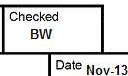 Checked
BW
Date Nov-13